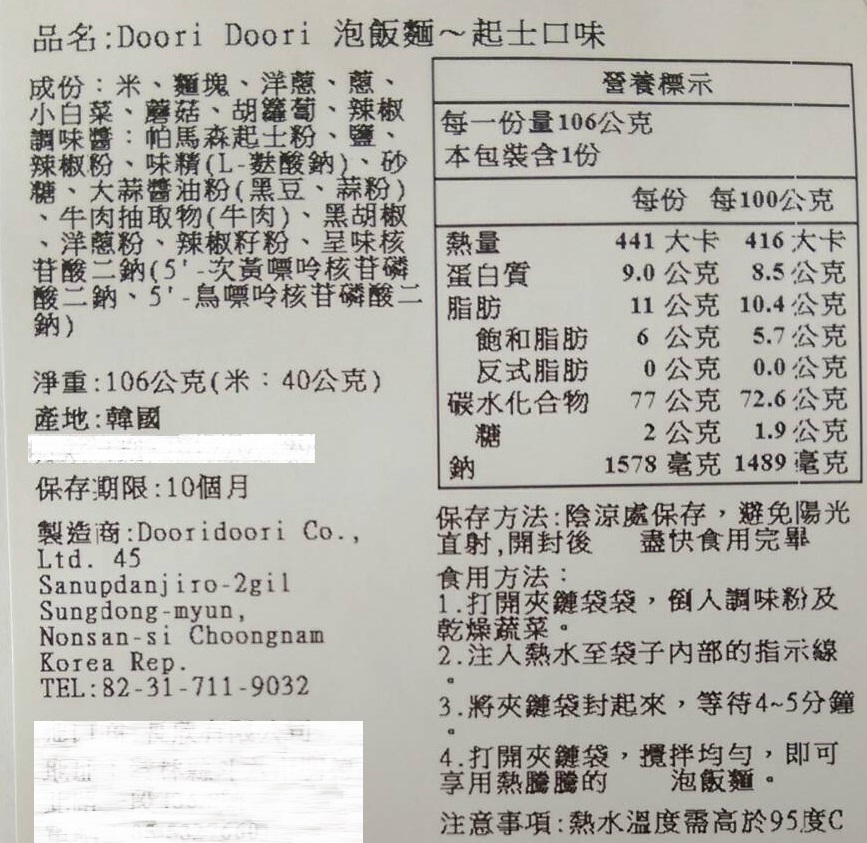 品名:Doori Doori 泡飯麵～起士口味
成份：米、麵塊、洋蔥、蔥、
小白菜、蘑菇、胡蘿蔔、辣椒
調味醬：帕馬森起士粉、鹽、
辣椒粉、味精(L-麩酸鈉)、砂
糖、大蒜醬油粉(黑豆、蒜粉)
、牛肉抽取物(牛肉)、黑胡椒
、洋蔥粉、辣椒籽粉、呈味核
苷酸二鈉(5'-次黃嘌呤核苷磷
酸二鈉、5'-鳥嘌呤核苷磷酸二
鈉)
淨重:106公克(米：40公克)
產地:韓國
保存期限:10個月
製造商:Dooridoori Co.,
Ltd. 45
Sanupdanjiro-2gil
Sungdong-myun,
Nonsan-si Choongnam
Korea Rep.
TEL:82-31-711-9032
營養標示
每一份量106公克
本包裝含1份
每份 每100公克
熱量 441 大卡 416 大卡
蛋白質 9.0 公克 8.5 公克
脂肪 11 公克 10.4 公克
飽和脂肪 6 公克 5.7 公克
反式脂肪 0 公克 0.0 公克
碳水化合物 77 公克 72.6 公克
糖 2 公克 1.9 公克
鈉 1578 毫克 1489 毫克
保存方法:陰涼處保存，避免陽光
直射,開封後 盡快食用完畢
食用方法：
1.打開夾鏈袋袋，倒入調味粉及
乾燥蔬菜。
2.注入熱水至袋子內部的指示線
。
3.將夾鏈袋封起來，等待4~5分鐘
。
4.打開夾鏈袋，攪拌均勻，即可
享用熱騰騰的 泡飯麵。
注意事項:熱水溫度需高於95度C